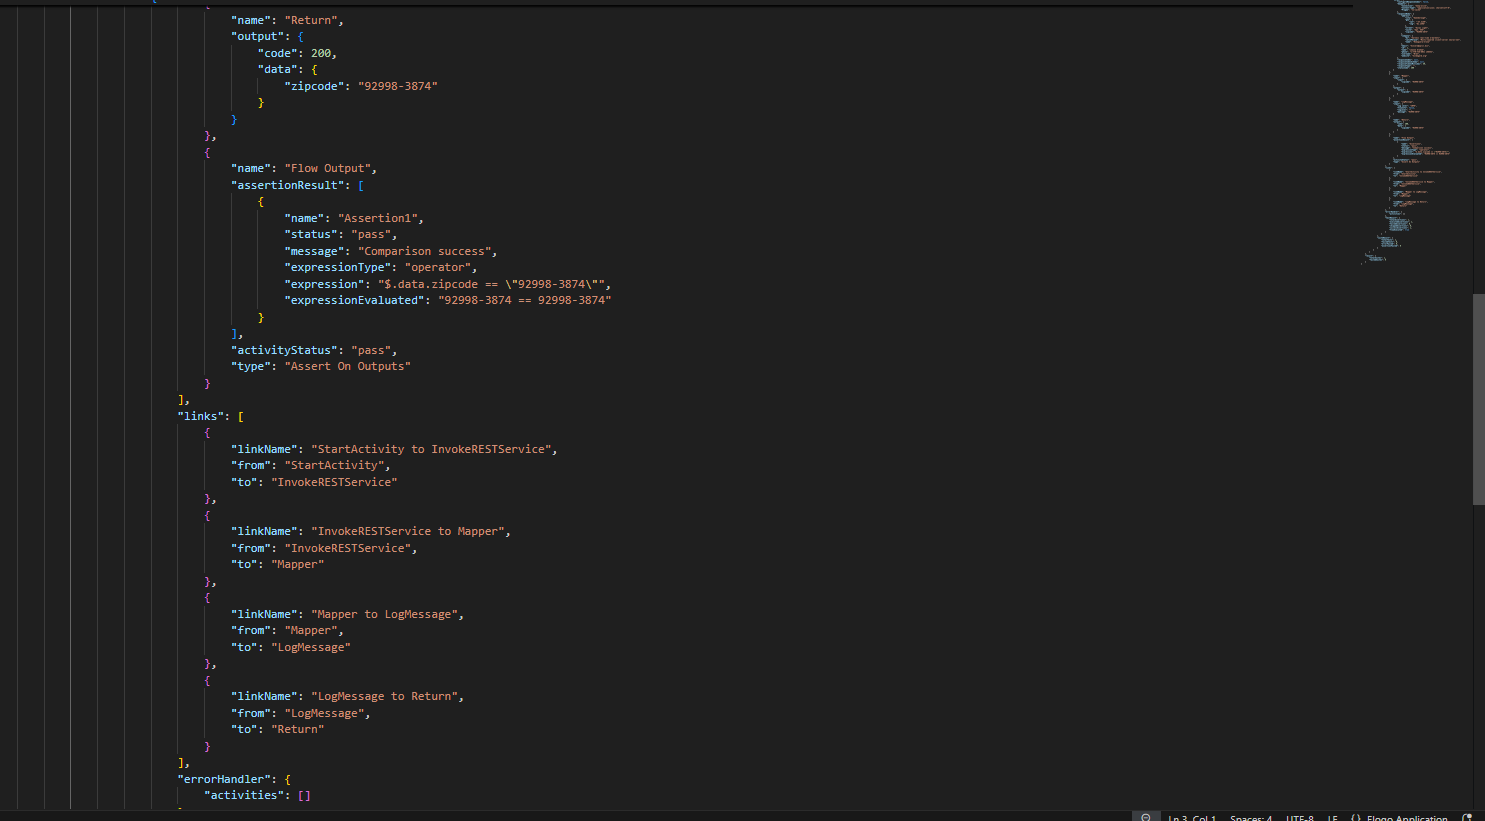 {
"name": "Return",
"output": {
"code": 200,
"data": {
"zipcode": "92998-3874"
}
}
},
{
"name": "Flow Output",
"assertionResult": [
{
"name": "Assertion1",
"status": "pass",
"message": "Comparison success",
"expressionType": "operator",
"expression": "$.data.zipcode == \"92998-3874\"",
"expressionEvaluated": "92998-3874 == 92998-3874"
}
],
"activityStatus": "pass",
"type": "Assert On Outputs"
}
],
"links": [
{
"linkName": "StartActivity to InvokeRESTService",
"from": "StartActivity",
"to": "InvokeRESTService"
},
{
"linkName": "InvokeRESTService to Mapper",
"from": "InvokeRESTService",
"to": "Mapper"
},
{
"linkName": "Mapper to LogMessage",
"from": "Mapper",
"to": "LogMessage"
},
{
"linkName": "LogMessage to Return",
"from": "LogMessage",
"to": "Return"
}
],
"errorHandler": {
"activities": []
Ln 3, Col 1 Spaces: 4 UTF-8 LF {} Flogo Application